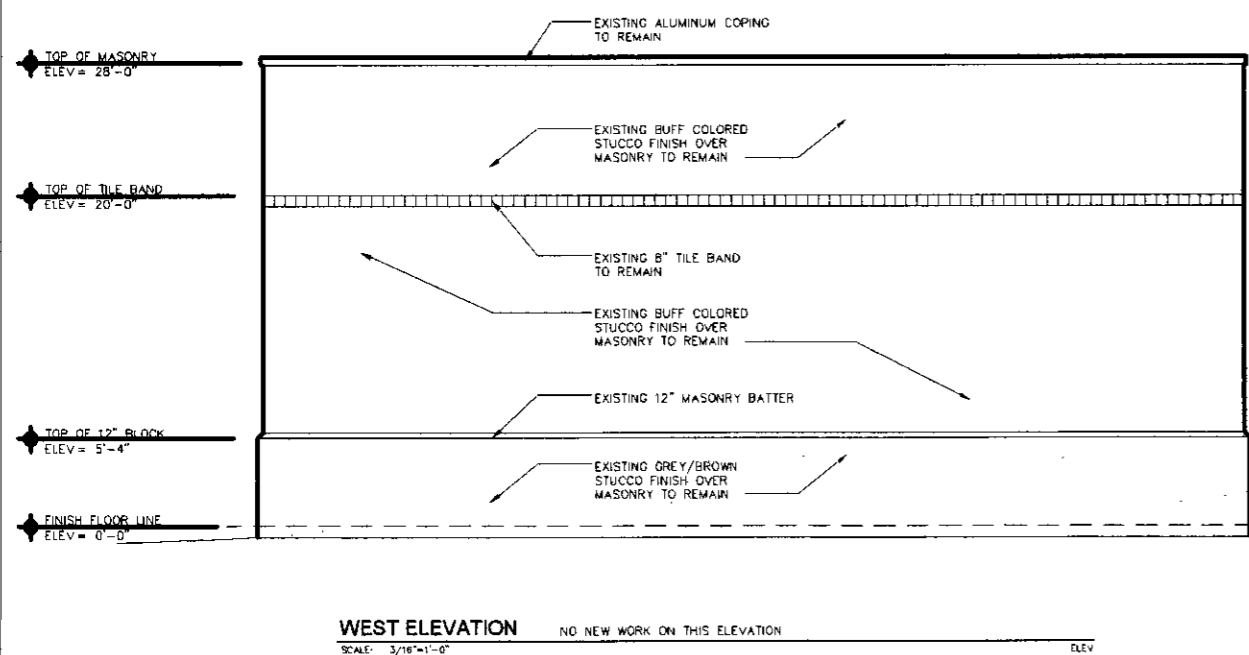 EXISTING ALUMINUM COPING
TO REMAIN
TOP OF MASONRY
ELEV = 28'-0"
EXISTING BUFF COLORED
STUCCO FINISH OVER
MASONRY TO REMAIN
TOP OF TILE BAND
ELEV = 20'-0"
EXISTING 8" TILE BAND
TO REMAIN
EXISTING BUFF COLORED
STUCCO FINISH OVER
MASONRY TO REMAIN
EXISTING 12" MASONRY BATTER
TOP OF 12" BLOCK
ELEV = 5'-4"
EXISTING GREY/BROWN
STUCCO FINISH OVER
MASONRY TO REMAIN
FINISH FLOOR LINE
ELEV = 0'-0"
WEST ELEVATION NO NEW WORK ON THIS ELEVATION
SCALE: 3/16"=1'-0" ELEV